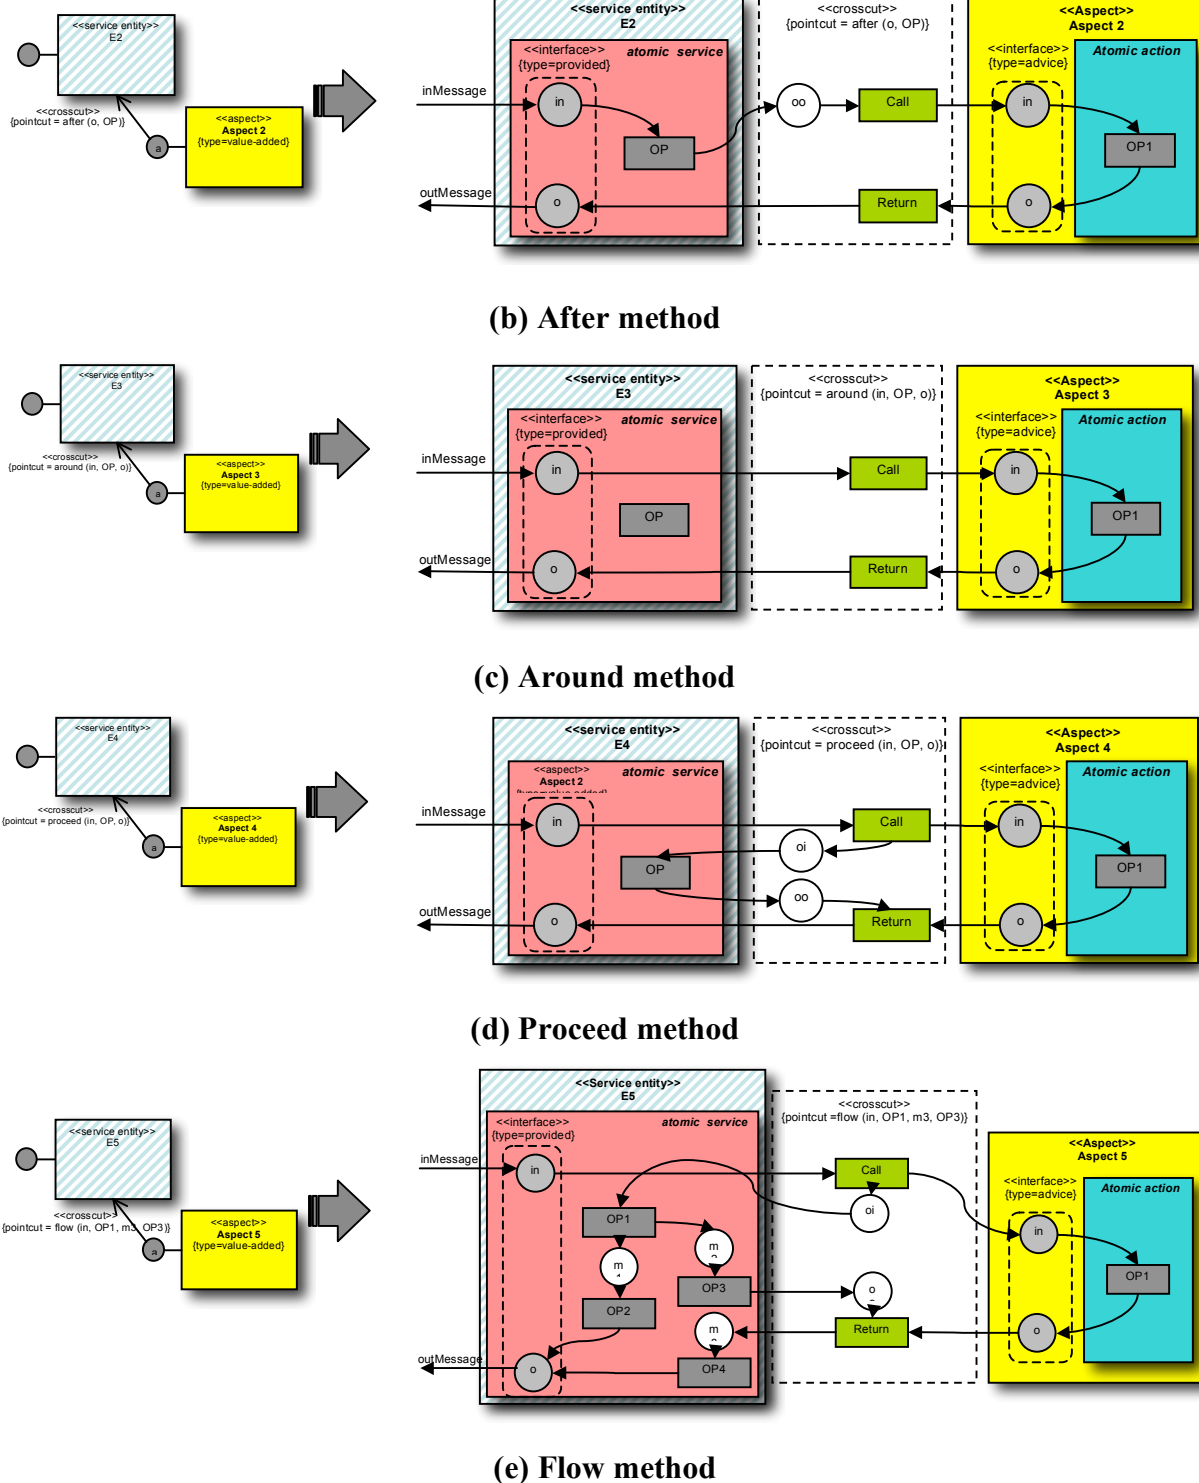 <<service entity>>
E2
<<crosscut>>
{pointcut = after (o, OP)}
a
<<aspect>>
Aspect 2
{type=value-added}
<<service entity>>
E2
<<interface>>
{type=provided}
atomic service
inMessage
in
OP
outMessage
o
<<crosscut>>
{pointcut = after (o, OP)}
oo
Call
Return
<<Aspect>>
Aspect 2
<<interface>>
{type=advice}
Atomic action
in
OP1
o
(b) After method
<<service entity>>
E3
<<crosscut>>
{pointcut = around (in, OP, o)}
a
<<aspect>>
Aspect 3
{type=value-added}
<<service entity>>
E3
<<interface>>
{type=provided}
atomic service
inMessage
in
OP
outMessage
o
<<crosscut>>
{pointcut = around (in, OP, o)}
Call
Return
<<Aspect>>
Aspect 3
<<interface>>
{type=advice}
Atomic action
in
OP1
o
(c) Around method
<<service entity>>
E4
<<crosscut>>
{pointcut = proceed (in, OP, o)}
a
<<aspect>>
Aspect 4
{type=value-added}
<<service entity>>
E4
<<aspect>>
Aspect 2
{type=value-added}
atomic service
inMessage
in
OP
outMessage
o
<<crosscut>>
{pointcut = proceed (in, OP, o)}
Call
oi
oo
Return
<<Aspect>>
Aspect 4
<<interface>>
{type=advice}
Atomic action
in
OP1
o
(d) Proceed method
<<service entity>>
E5
<<crosscut>>
{pointcut = flow (in, OP1, m3, OP3)}
a
<<aspect>>
Aspect 5
{type=value-added}
<<Service entity>>
E5
<<interface>>
{type=provided}
atomic service
inMessage
in
OP1
m
m
OP3
OP2
m
OP4
outMessage
o
<<crosscut>>
{pointcut =flow (in, OP1, m3, OP3)}
Call
oi
o
Return
<<Aspect>>
Aspect 5
<<interface>>
{type=advice}
Atomic action
in
OP1
o
(e) Flow method